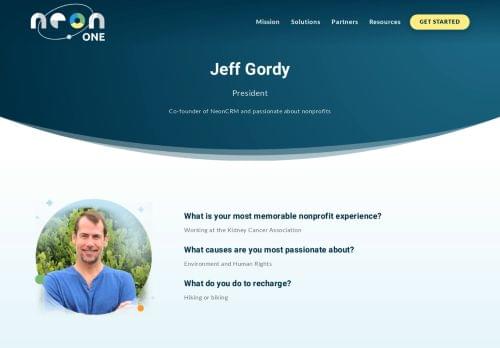 neon
ONE
Mission Solutions Partners Resources GET STARTED
Jeff Gordy
President
Co-founder of NeonCRM and passionate about nonprofits
What is your most memorable nonprofit experience?
Working at the Kidney Cancer Association
What causes are you most passionate about?
Environment and Human Rights
What do you do to recharge?
Hiking or biking